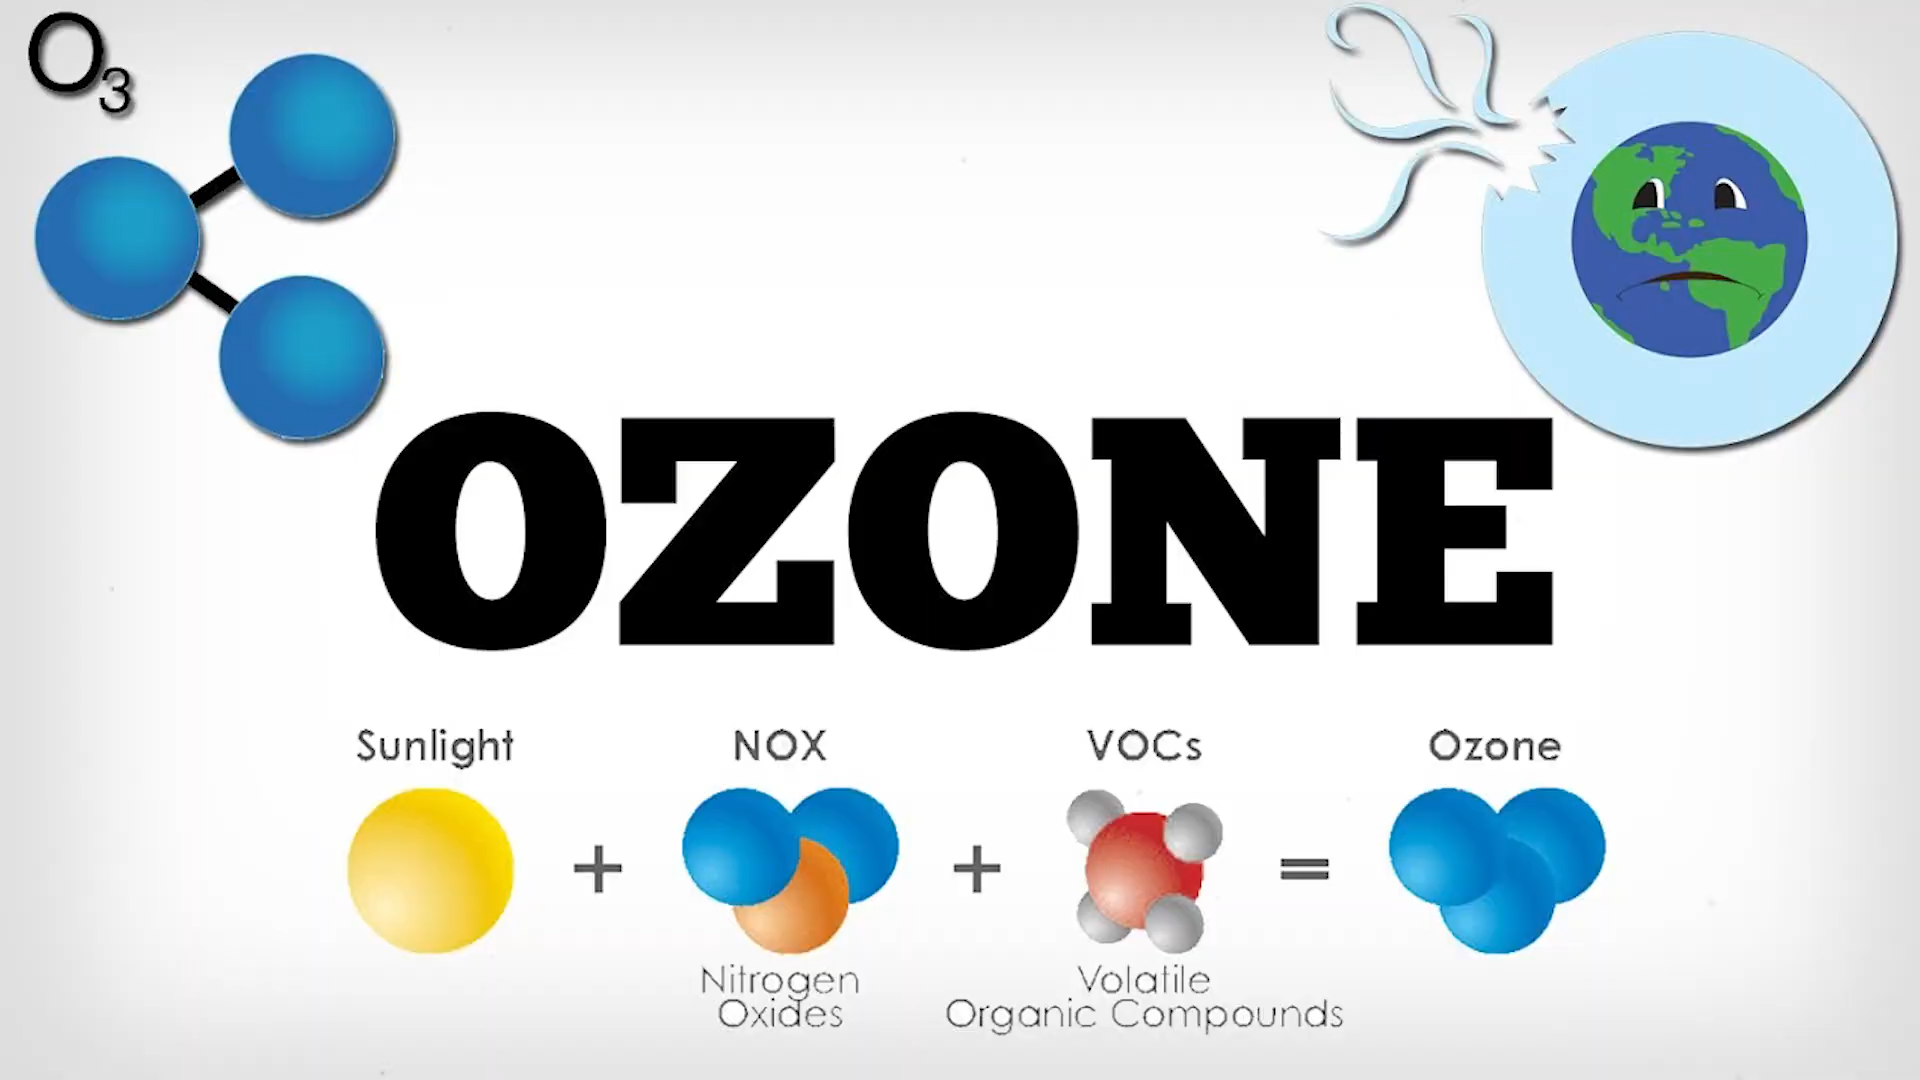 O3
OZONE
Sunlight + NOX + VOCs = Ozone
Nitrogen
Oxides
Volatile
Organic Compounds